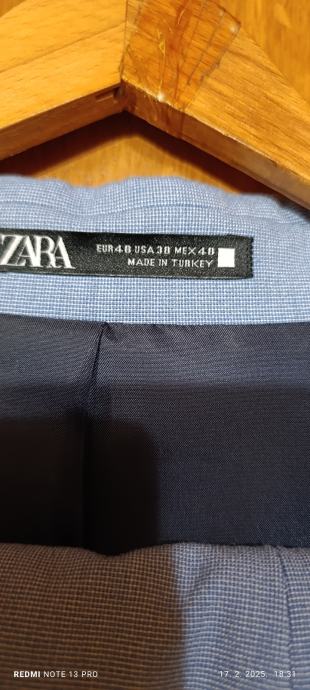 ZARA
EUR 48 USA 38 MEX 48
MADE IN TURKEY
REDMI NOTE 13 PRO
17. 2. 2025. 18:31